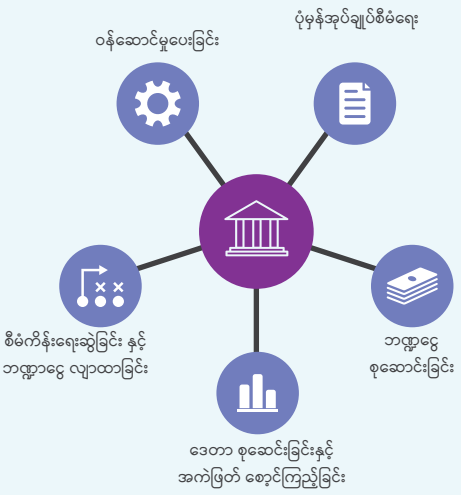 ပုံမှန်အုပ်ချုပ်စီမံရေး
ဝန်ဆောင်မှုပေးခြင်း
ဘဏ္ဍငွေ
စုဆောင်းခြင်း
စီမံကိန်းရေးဆွဲခြင်း နှင့်
ဘဏ္ဍာငွေ လျာထာခြင်း
ဒေတာ စုဆေင်းခြင်းနှင့်
အကဲဖြတ် စောင့်ကြည့်ခြင်း